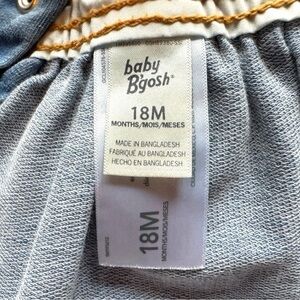 baby
B'gosh®
18M
MONTHS/MOIS/MESES
MADE IN BANGLADESH
FABRIQUÉ AU BANGLADESH
HECHO EN BANGLADESH
18M
MONTHS/MOIS/MESES